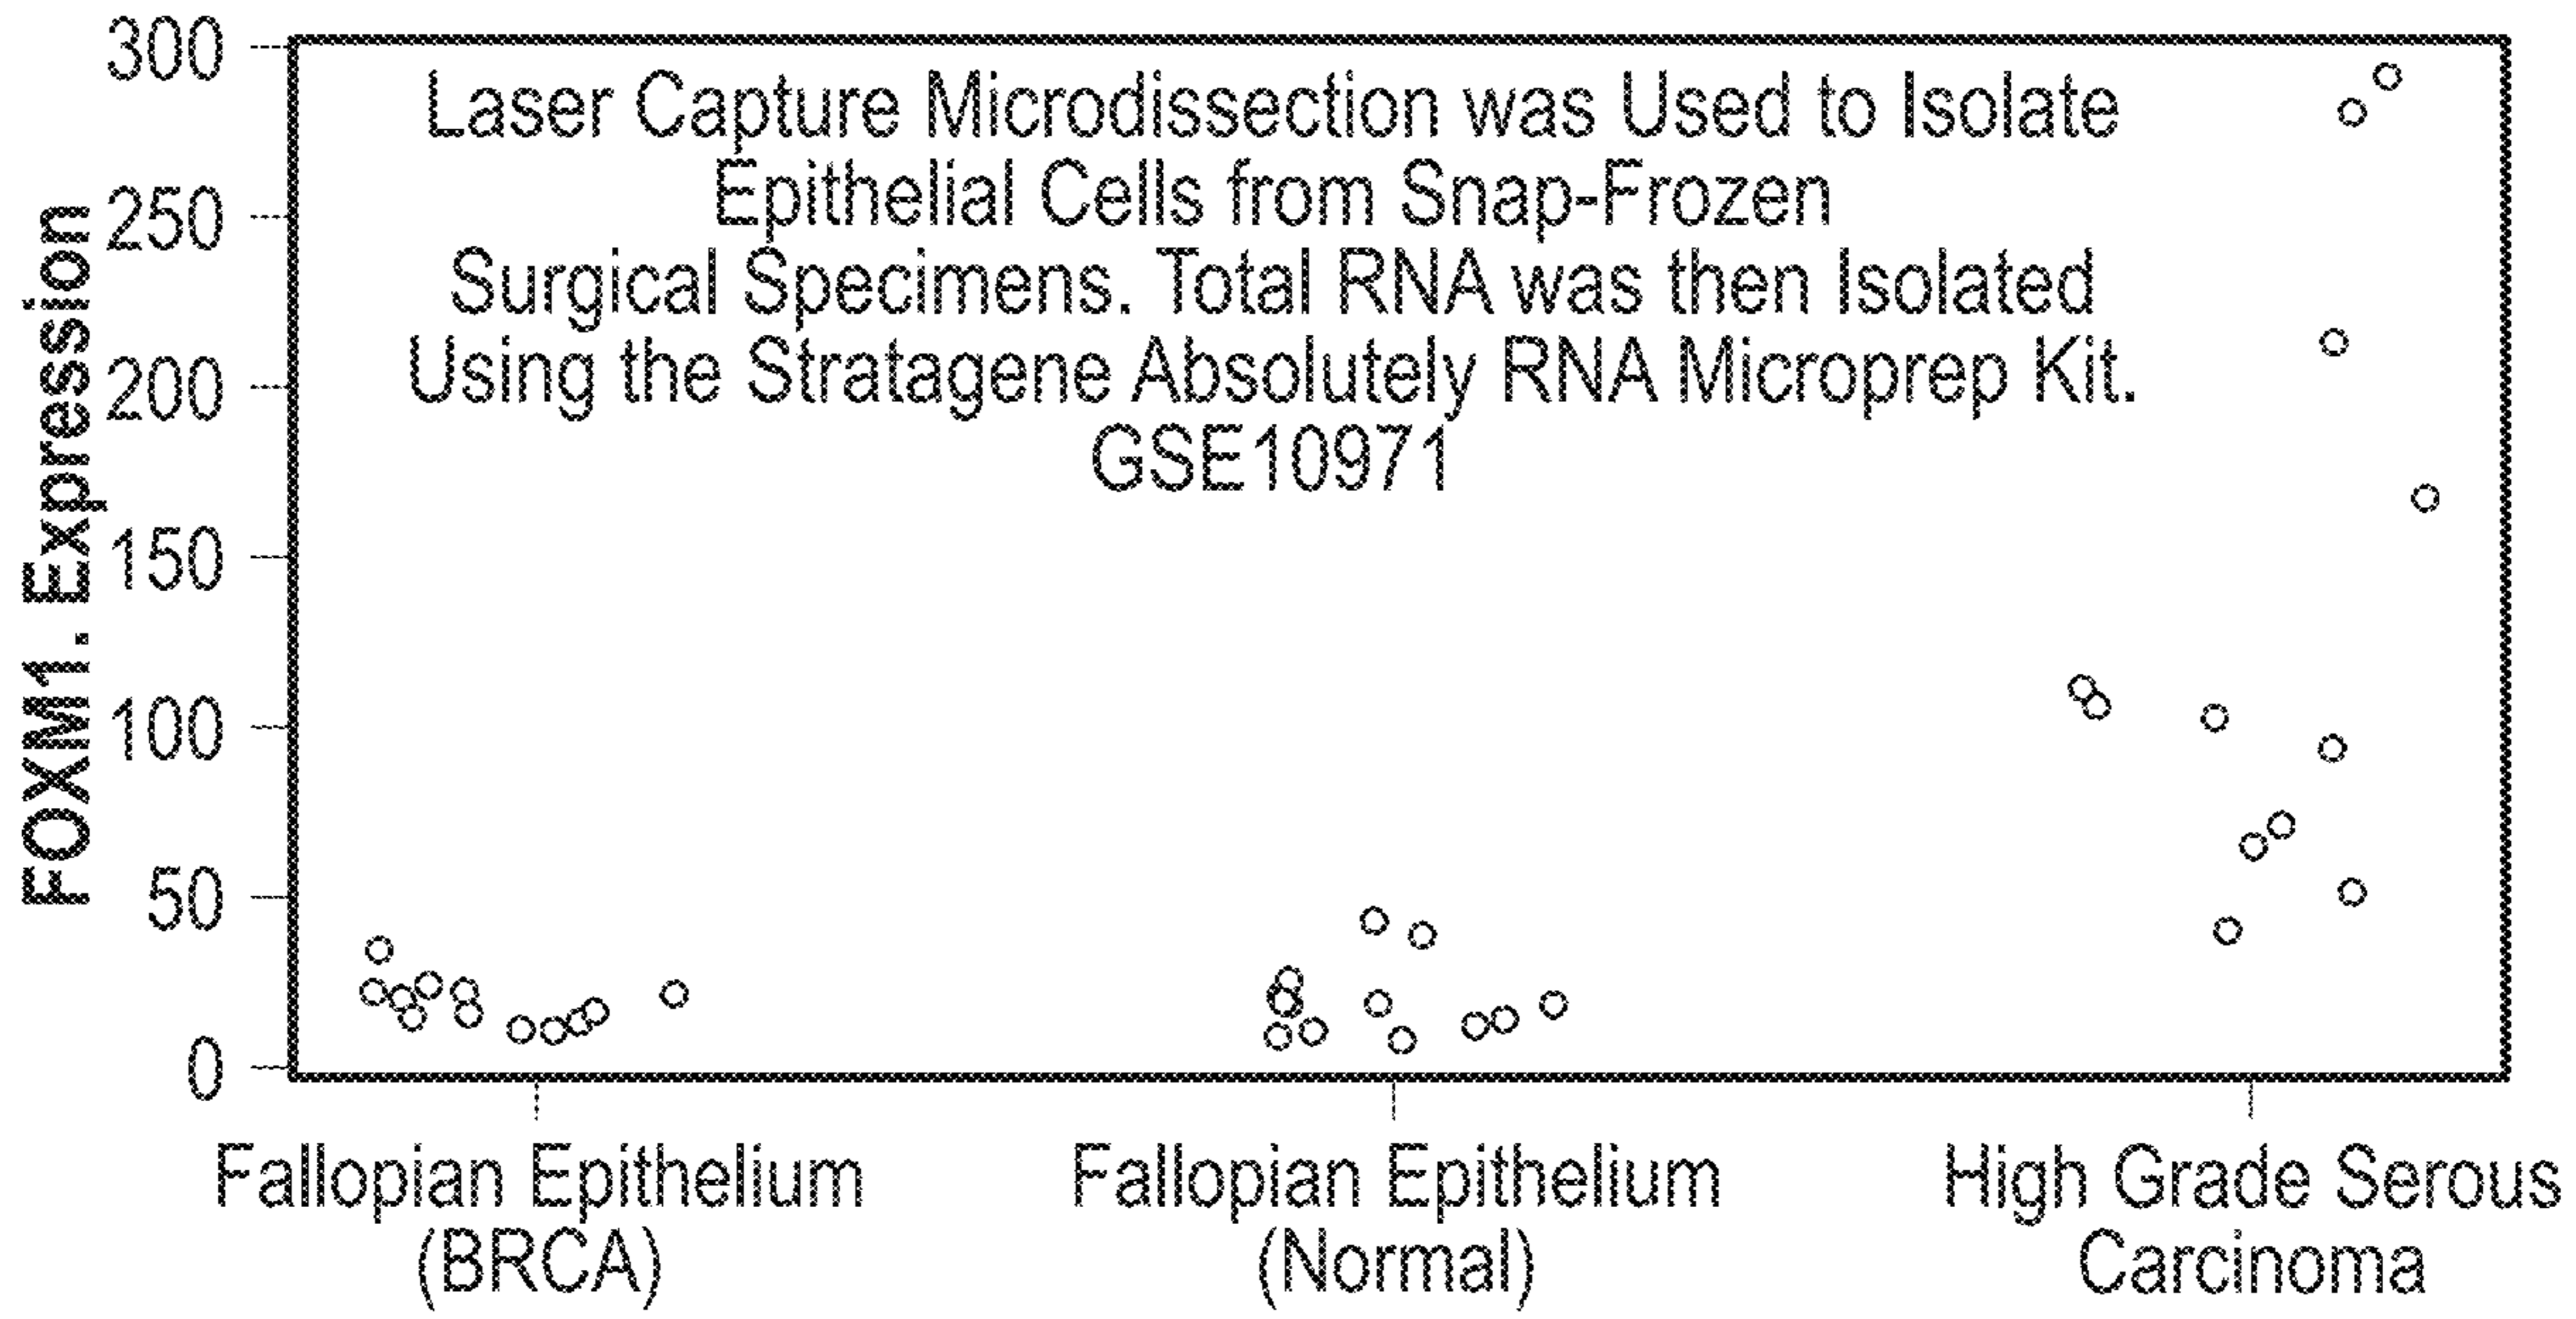 300
250
200
150
100
50
0
FOXM1. Expression
Laser Capture Microdissection was Used to Isolate
Epithelial Cells from Snap-Frozen
Surgical Specimens. Total RNA was then Isolated
Using the Stratagene Absolutely RNA Microprep Kit.
GSE10971
Fallopian Epithelium
(BRCA)
Fallopian Epithelium
(Normal)
High Grade Serous
Carcinoma